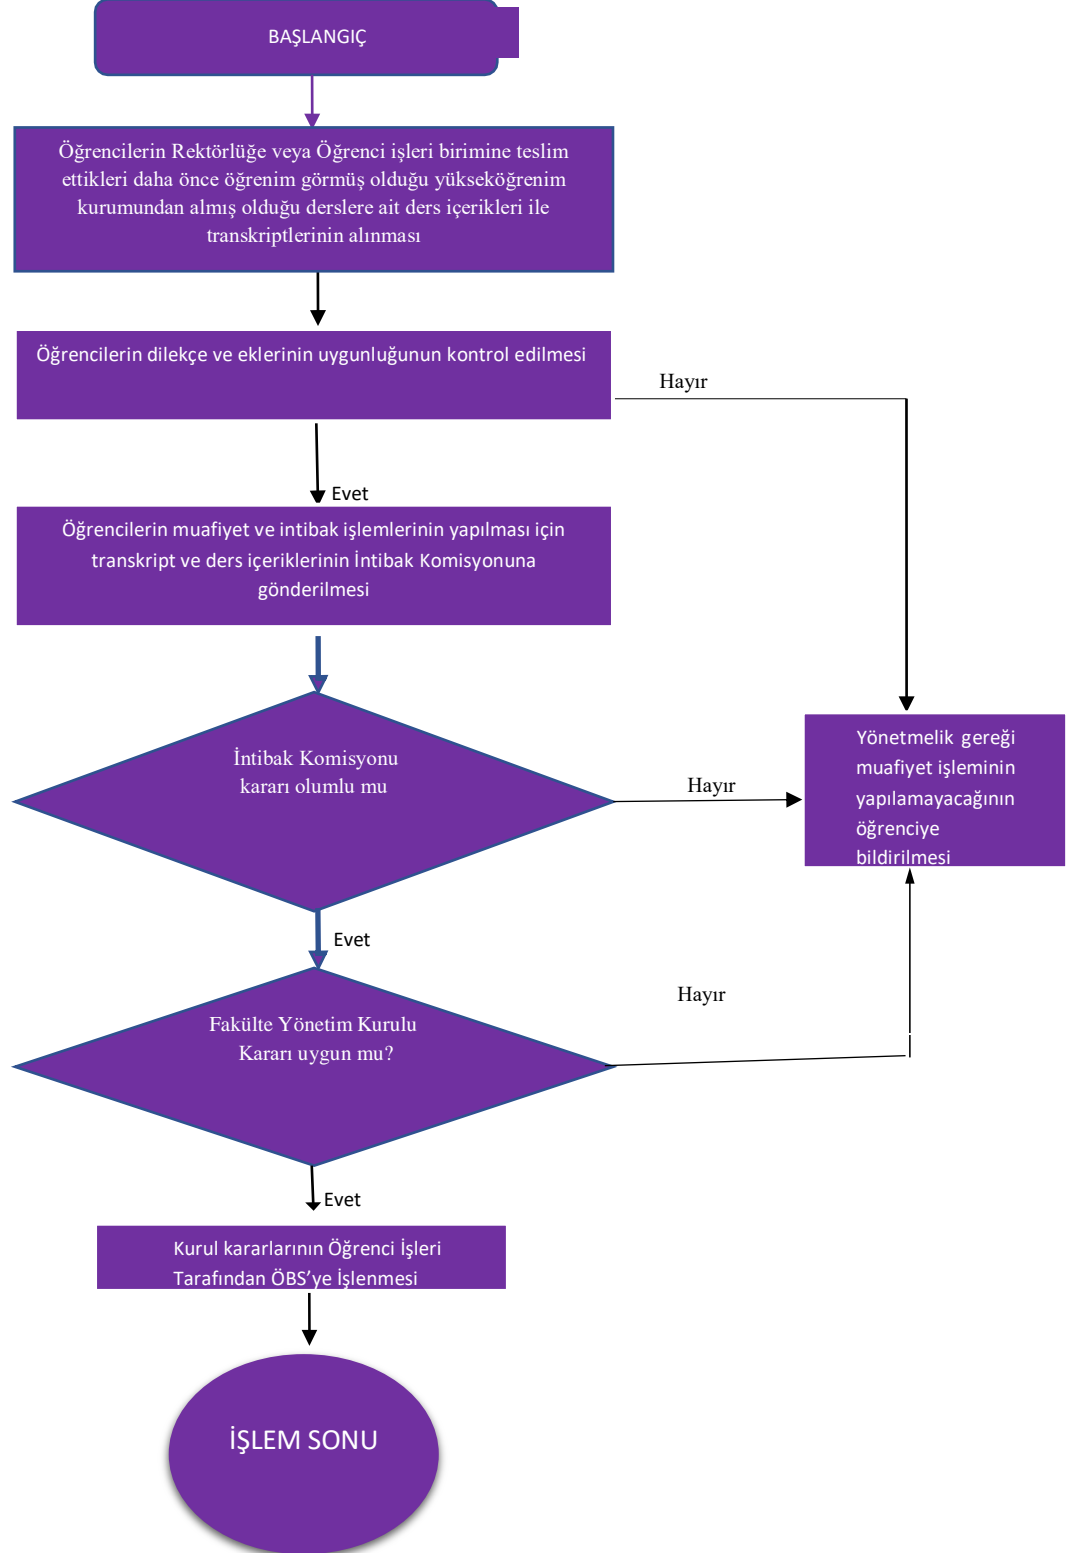 BAŞLANGIÇ
Öğrencilerin Rektörlüğe veya Öğrenci işleri birimine teslim
ettikleri daha önce öğrenim görmüş olduğu yükseköğrenim
kurumundan almış olduğu derslere ait ders içerikleri ile
transkriptlerinin alınması
Öğrencilerin dilekçe ve eklerinin uygunluğunun kontrol edilmesi
Hayır
Evet
Öğrencilerin muafiyet ve intibak işlemlerinin yapılması için
transkript ve ders içeriklerinin İntibak Komisyonuna
gönderilmesi
İntibak Komisyonu
kararı olumlu mu
Hayır
Yönetmelik gereği
muafiyet işleminin
yapılamayacağının
öğrenciye
bildirilmesi
Evet
Fakülte Yönetim Kurulu
Kararı uygun mu?
Hayır
Evet
Kurul kararlarının Öğrenci İşleri
Tarafından ÖBS’ye İşlenmesi
İŞLEM SONU